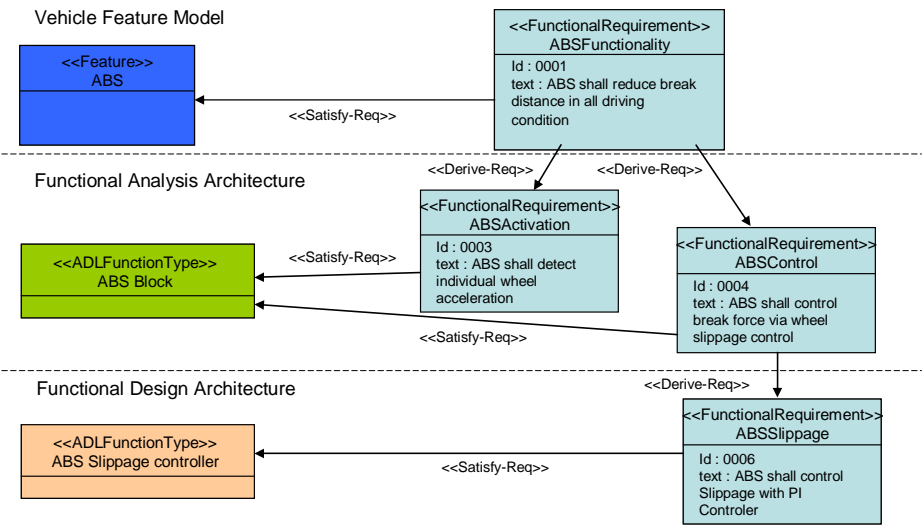 Vehicle Feature Model
<<Feature>>
ABS
<<FunctionalRequirement>>
ABSFunctionality
Id : 0001
text : ABS shall reduce break
distance in all driving
condition
<<Satisfy-Req>>
<<Derive-Req>>
<<Derive-Req>>
Functional Analysis Architecture
<<FunctionalRequirement>>
ABSActivation
Id : 0003
text : ABS shall detect
individual wheel
acceleration
<<Satisfy-Req>>
<<ADLFunctionType>>
ABS Block
<<FunctionalRequirement>>
ABSControl
Id : 0004
text : ABS shall control
break force via wheel
slippage control
<<Satisfy-Req>>
<<Derive-Req>>
Functional Design Architecture
<<ADLFunctionType>>
ABS Slippage controller
<<FunctionalRequirement>>
ABSSlippage
Id : 0006
text : ABS shall control
Slippage with PI
Controler
<<Satisfy-Req>>